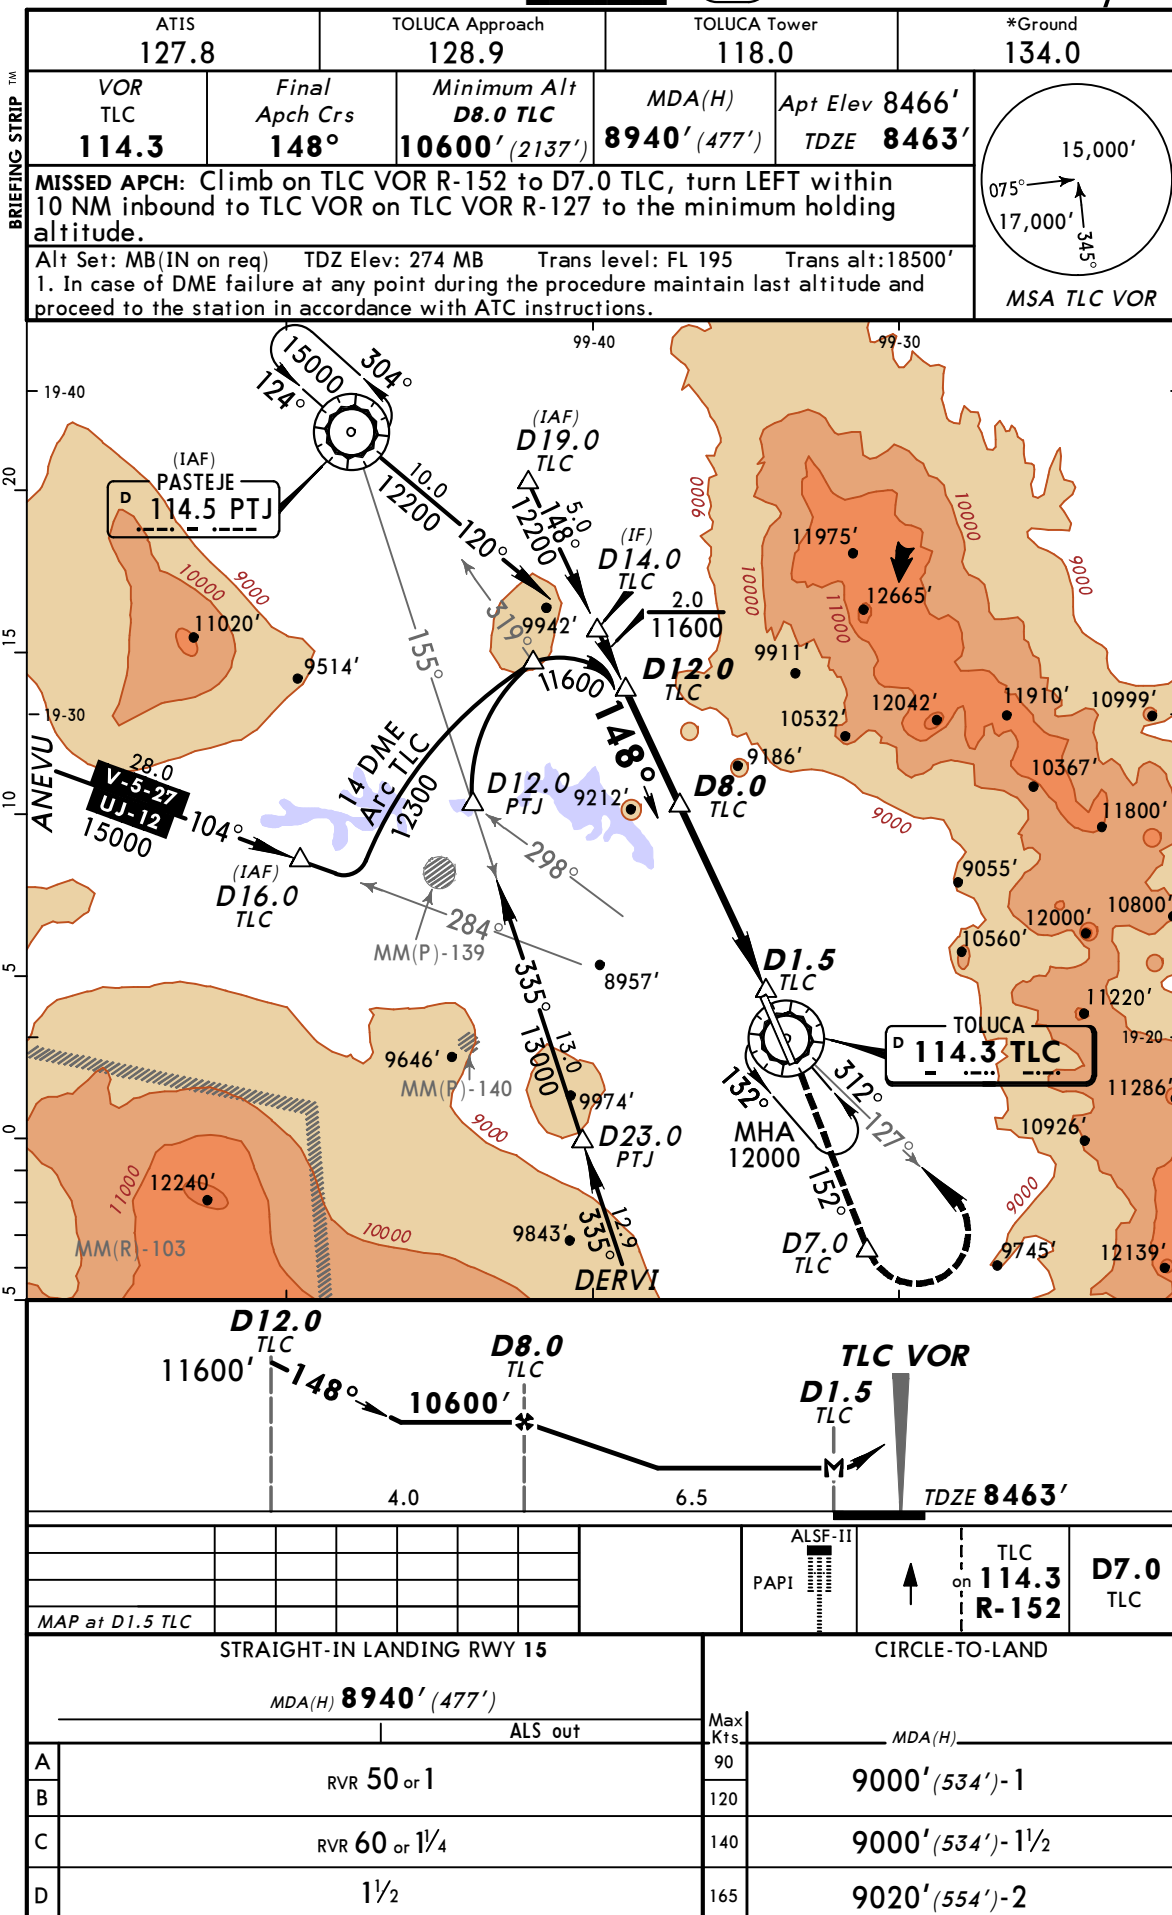 ATIS
127.8
TOLUCA Approach
128.9
TOLUCA Tower
118.0
*Ground
134.0
BRIEFING STRIP TM
VOR
TLC
114.3
Final
Apch Crs
148°
Minimum Alt
D8.0 TLC
10600' (2137')
MDA(H)
8940' (477')
Apt Elev 8466'
TDZE 8463'
MISSED APCH: Climb on TLC VOR R-152 to D7.0 TLC, turn LEFT within
10 NM inbound to TLC VOR on TLC VOR R-127 to the minimum holding
altitude.
Alt Set: MB(IN on req) TDZ Elev: 274 MB Trans level: FL 195 Trans alt:18500'
1. In case of DME failure at any point during the procedure maintain last altitude and
proceed to the station in accordance with ATC instructions.
15,000'
075°
17,000'
345°
MSA TLC VOR
99-40
99-30
19-40
15000
304°
124°
(IAF)
D19.0
TLC
(IAF)
PASTEJE
D 114.5 PTJ
10.0
12200
120°
5.0
148°
12200
(IF)
D14.0
TLC
2.0
11600
9000
10000
9000
10000
11000
11975'
12665'
20
10000
9000
11020'
9514'
9942'
319°
155°
15
11600
D12.0
TLC
9911'
10532'
12042'
11910'
10999'
19-30
ANEVU
28.0
V-5-27
UJ-12
15000
104°
14 DME
Arc TLC
12300
148°
D12.0
PTJ
9212'
9186'
D8.0
TLC
10367'
11800'
9000
10
(IAF)
D16.0
TLC
298°
284°
MM(P)-139
9055'
12000'
10800'
10560'
8957'
5
335°
13.0
13000
D1.5
TLC
TOLUCA
D 114.3 TLC
11220'
19-20
9646'
MM(P)-140
9000
9974'
132°
312°
127°
MHA
12000
11286'
10926'
0
D23.0
PTJ
152°
9000
12240'
11000
10000
MM(R)-103
9843'
12.9
335°
DERVI
D7.0
TLC
9745'
12139'
5
D12.0
TLC
11600'
148°
10600'
D8.0
TLC
TLC VOR
D1.5
TLC
M
4.0
6.5
TDZE 8463'
MAP at D1.5 TLC
ALSF-II
PAPI
on
TLC
114.3
R-152
D7.0
TLC
STRAIGHT-IN LANDING RWY 15
CIRCLE-TO-LAND
MDA(H) 8940' (477')
ALS out
Max
Kts
MDA(H)
A
B
RVR 50 or 1
90
120
9000' (534') - 1
C
RVR 60 or 1¼
140
9000' (534') - 1½
D
1½
165
9020' (554') - 2